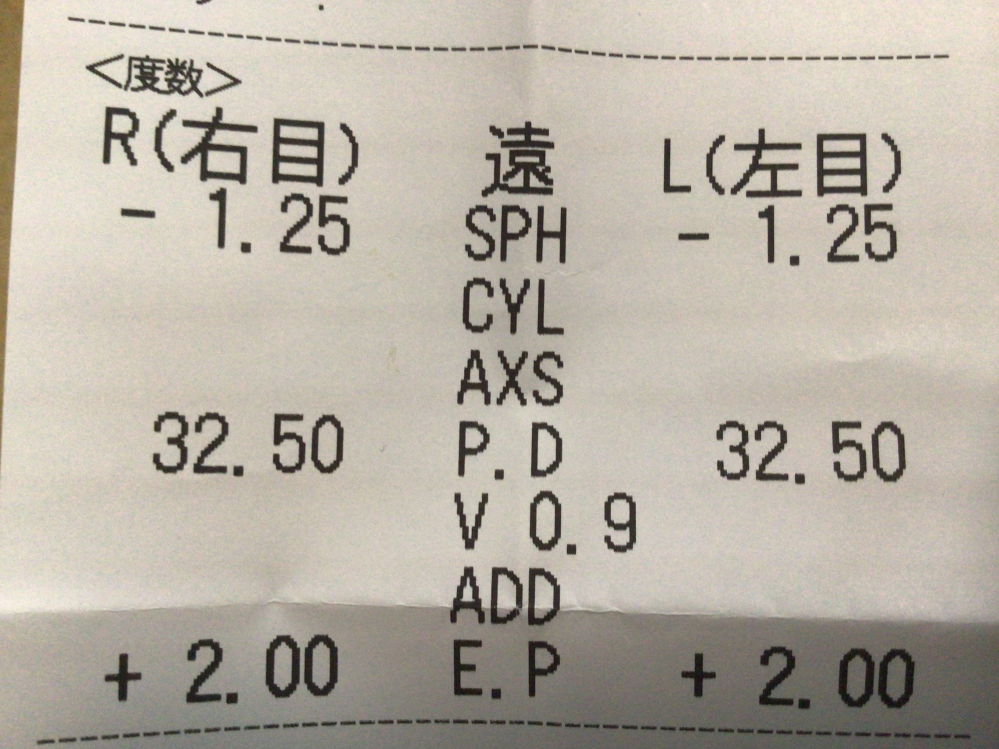 <度数>
R(右目) 遠 L(左目)
- 1.25 SPH - 1.25
CYL
AXS
32.50 P.D 32.50
V 0.9
ADD
+ 2.00 E.P + 2.00